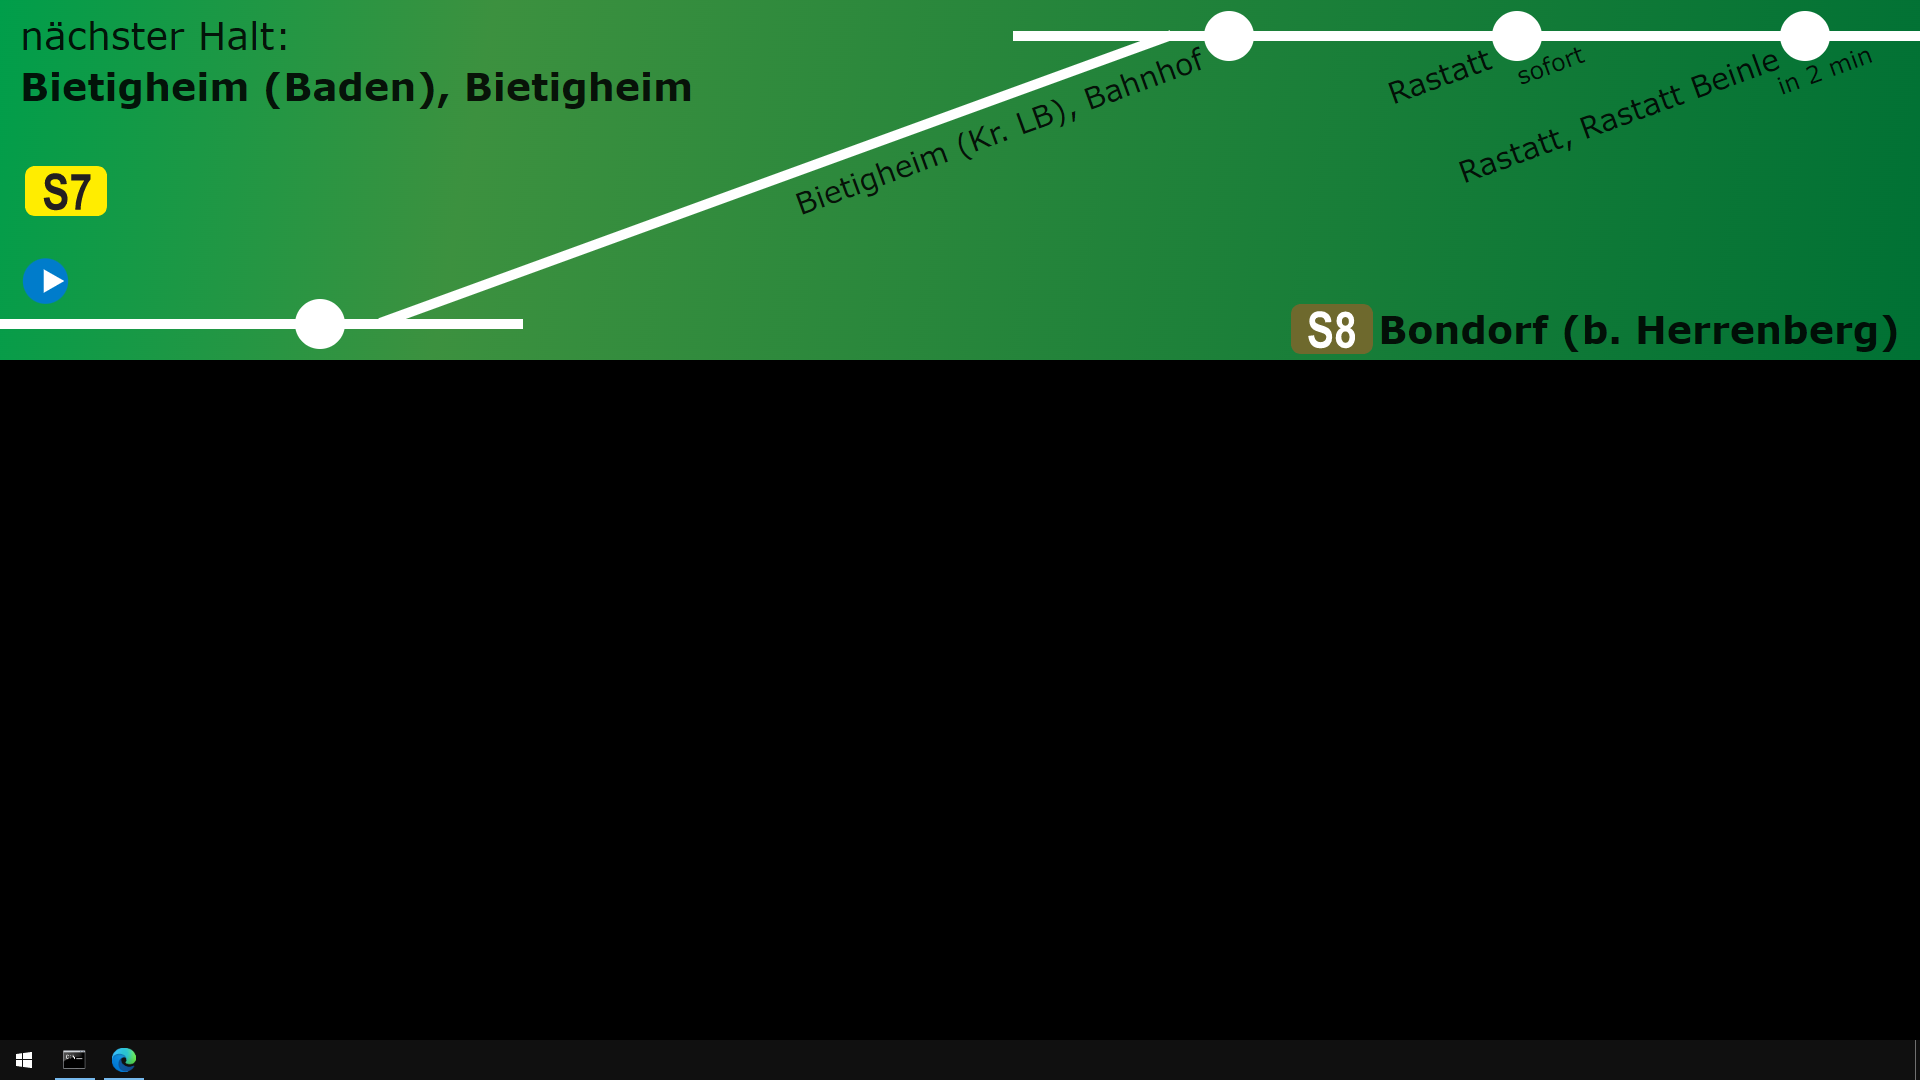 nächster Halt:
Bietigheim (Baden), Bietigheim
S7
Bietigheim (Kr. LB), Bahnhof
Rastatt
sofort
Rastatt, Rastatt Beinle
in 2 min
S8 Bondorf (b. Herrenberg)